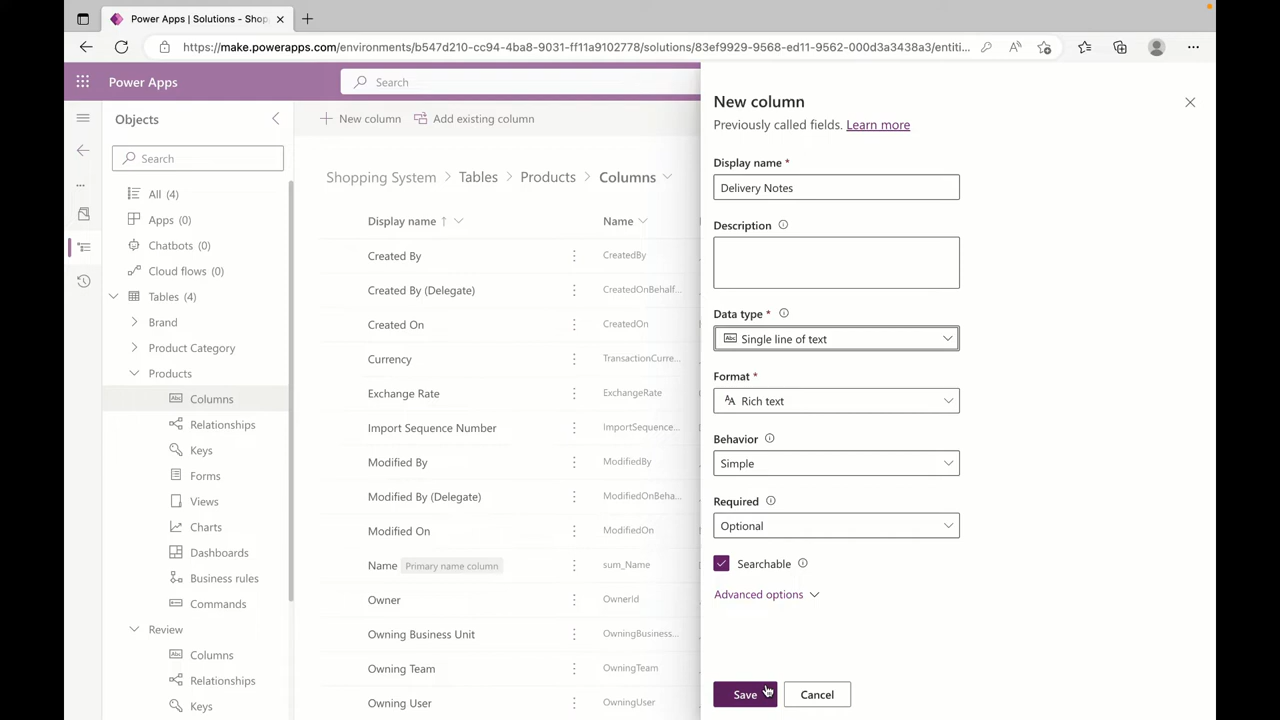 Power Apps | Solutions - Shop
https://make.powerapps.com/environments/b547d210-cc94-4ba8-9031-ff11a9102778/solutions/83ef9929-9568-ed11-9562-000d3a3438a3/entiti...
Power Apps
Search
Objects
Search
All (4)
Apps (0)
Chatbots (0)
Cloud flows (0)
Tables (4)
Brand
Product Category
Products
Columns
Relationships
Keys
Forms
Views
Charts
Dashboards
Business rules
Commands
Review
Columns
Relationships
Keys
New column
Add existing column
Shopping System > Tables > Products > Columns
Display name ↑
Name
Created By
CreatedBy
Created By (Delegate)
CreatedOnBehalf...
Created On
CreatedOn
Currency
TransactionCurre...
Exchange Rate
ExchangeRate
Import Sequence Number
ImportSequence...
Modified By
ModifiedBy
Modified By (Delegate)
ModifiedOnBeha...
Modified On
ModifiedOn
Name Primary name column
sum_Name
Owner
OwnerId
Owning Business Unit
OwningBusiness...
Owning Team
OwningTeam
Owning User
OwningUser
New column
Previously called fields. Learn more
Display name *
Delivery Notes
Description
Data type *
Abc Single line of text
Format *
Rich text
Behavior
Simple
Required
Optional
Searchable
Advanced options
Save
Cancel